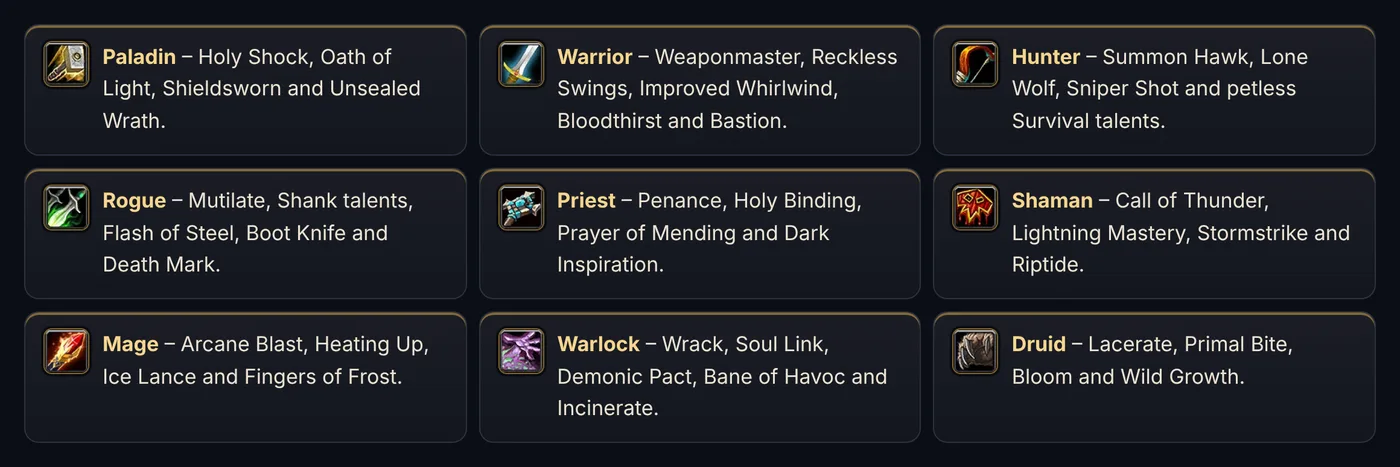 Paladin – Holy Shock, Oath of
Light, Shieldsworn and Unsealed
Wrath.
Warrior – Weaponmaster, Reckless
Swings, Improved Whirlwind,
Bloodthirst and Bastion.
Hunter – Summon Hawk, Lone
Wolf, Sniper Shot and petless
Survival talents.
Rogue – Mutilate, Shank talents,
Flash of Steel, Boot Knife and
Death Mark.
Priest – Penance, Holy Binding,
Prayer of Mending and Dark
Inspiration.
Shaman – Call of Thunder,
Lightning Mastery, Stormstrike and
Riptide.
Mage – Arcane Blast, Heating Up,
Ice Lance and Fingers of Frost.
Warlock – Wrack, Soul Link,
Demonic Pact, Bane of Havoc and
Incinerate.
Druid – Lacerate, Primal Bite,
Bloom and Wild Growth.